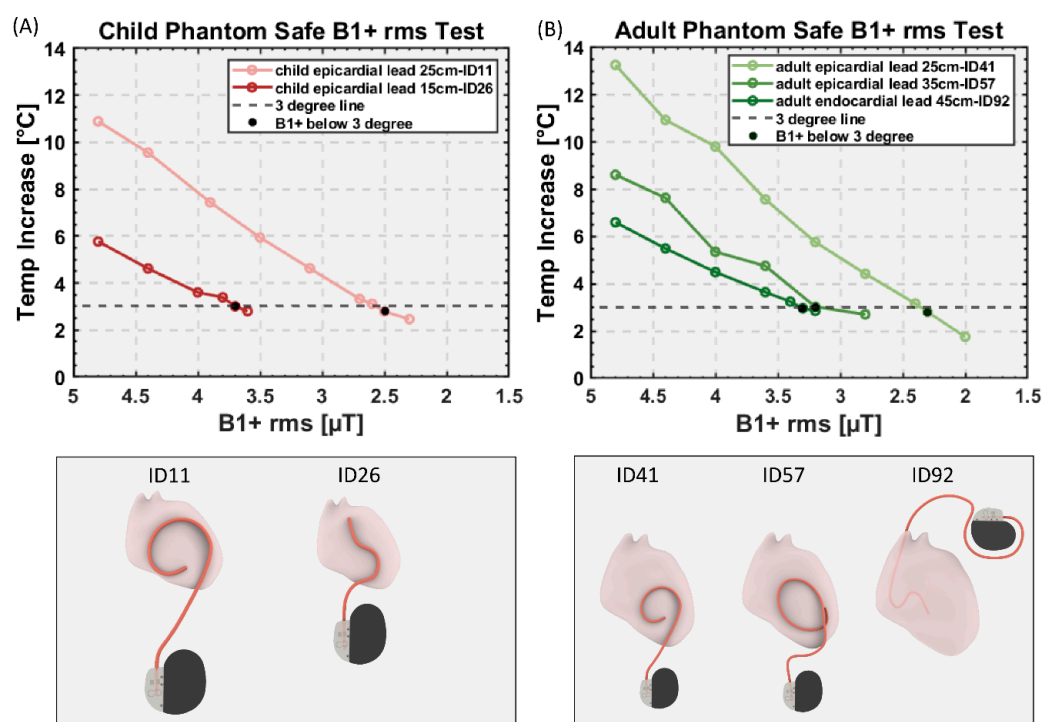 (A)
Child Phantom Safe B1+ rms Test
14
12
10
8
6
4
2
0
Temp Increase [°C]
child epicardial lead 25cm-ID11
child epicardial lead 15cm-ID26
3 degree line
B1+ below 3 degree
5
4.5
4
3.5
3
2.5
2
1.5
B1+ rms [µT]
(B)
Adult Phantom Safe B1+ rms Test
14
12
10
8
6
4
2
0
Temp Increase [°C]
adult epicardial lead 25cm-ID41
adult epicardial lead 35cm-ID57
adult endocardial lead 45cm-ID92
3 degree line
B1+ below 3 degree
5
4.5
4
3.5
3
2.5
2
1.5
B1+ rms [µT]
ID11
ID26
ID41
ID57
ID92